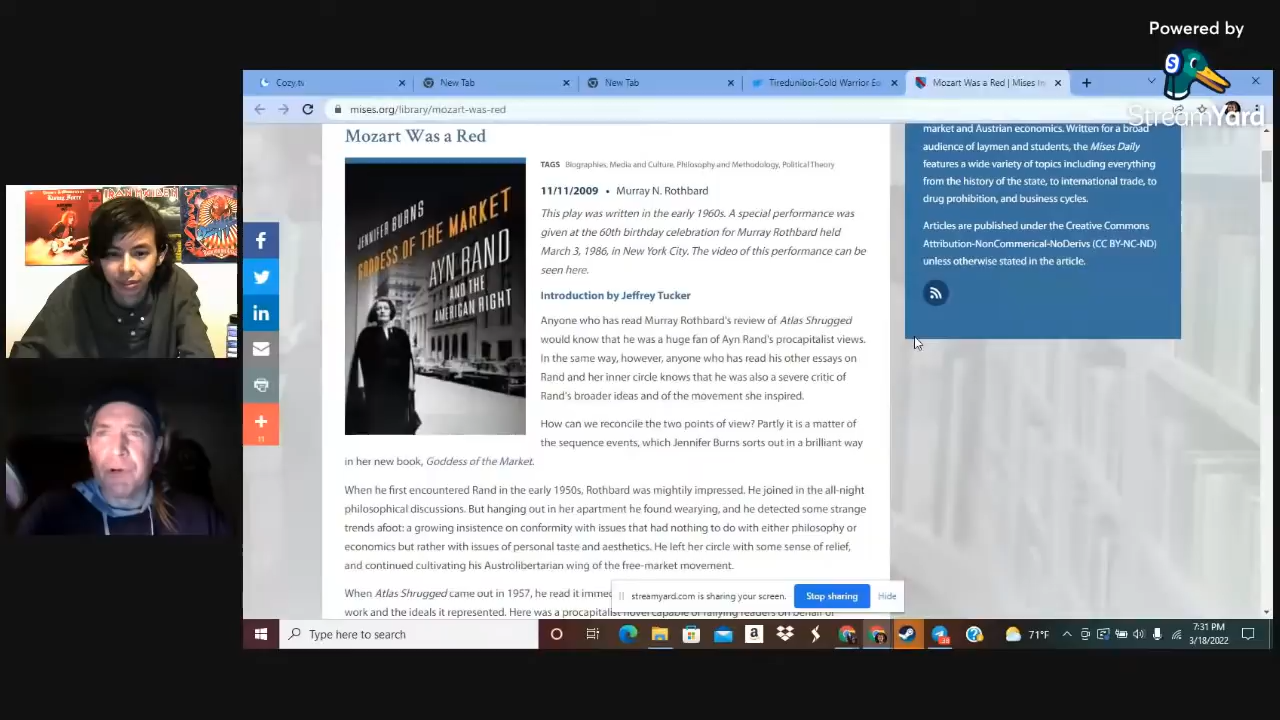 Powered by
StreamYard
Cozy.tv
New Tab
New Tab
Tireduniboi-Cold Warrior Es
Mozart Was a Red | Mises In
mises.org/library/mozart-was-red
Mozart Was a Red
TAGS Biographies, Media and Culture, Philosophy and Methodology, Political Theory
11/11/2009 • Murray N. Rothbard
This play was written in the early 1960s. A special performance was
given at the 60th birthday celebration for Murray Rothbard held
March 3, 1986, in New York City. The video of this performance can be
seen here.
Introduction by Jeffrey Tucker
Anyone who has read Murray Rothbard's review of Atlas Shrugged
would know that he was a huge fan of Ayn Rand's procapitalist views.
In the same way, however, anyone who has read his other essays on
Rand and her inner circle knows that he was also a severe critic of
Rand's broader ideas and of the movement she inspired.
How can we reconcile the two points of view? Partly it is a matter of
the sequence events, which Jennifer Burns sorts out in a brilliant way
in her new book, Goddess of the Market.
When he first encountered Rand in the early 1950s, Rothbard was mightily impressed. He joined in the all-night
philosophical discussions. But hanging out in her apartment he found wearying, and he detected some strange
trends afoot: a growing insistence on conformity with issues that had nothing to do with either philosophy or
economics but rather with issues of personal taste and aesthetics. He left her circle with some sense of relief,
and continued cultivating his Austrolibertarian wing of the free-market movement.
When Atlas Shrugged came out in 1957, he read it immed
work and the ideals it represented. Here was a procapitalist novel capable of rallying readers on behalf of
JENNIFER BURNS
GODDESS OF THE MARKET
AYN RAND
AND THE
AMERICAN RIGHT
market and Austrian economics. Written for a broad
audience of laymen and students, the Mises Daily
features a wide variety of topics including everything
from the history of the state, to international trade, to
drug prohibition, and business cycles.
Articles are published under the Creative Commons
Attribution-NonCommerical-NoDerivs (CC BY-NC-ND)
unless otherwise stated in the article.
IRON MAIDEN
streamyard.com is sharing your screen.
Stop sharing
Hide
Type here to search
71°F
7:31 PM
3/18/2022